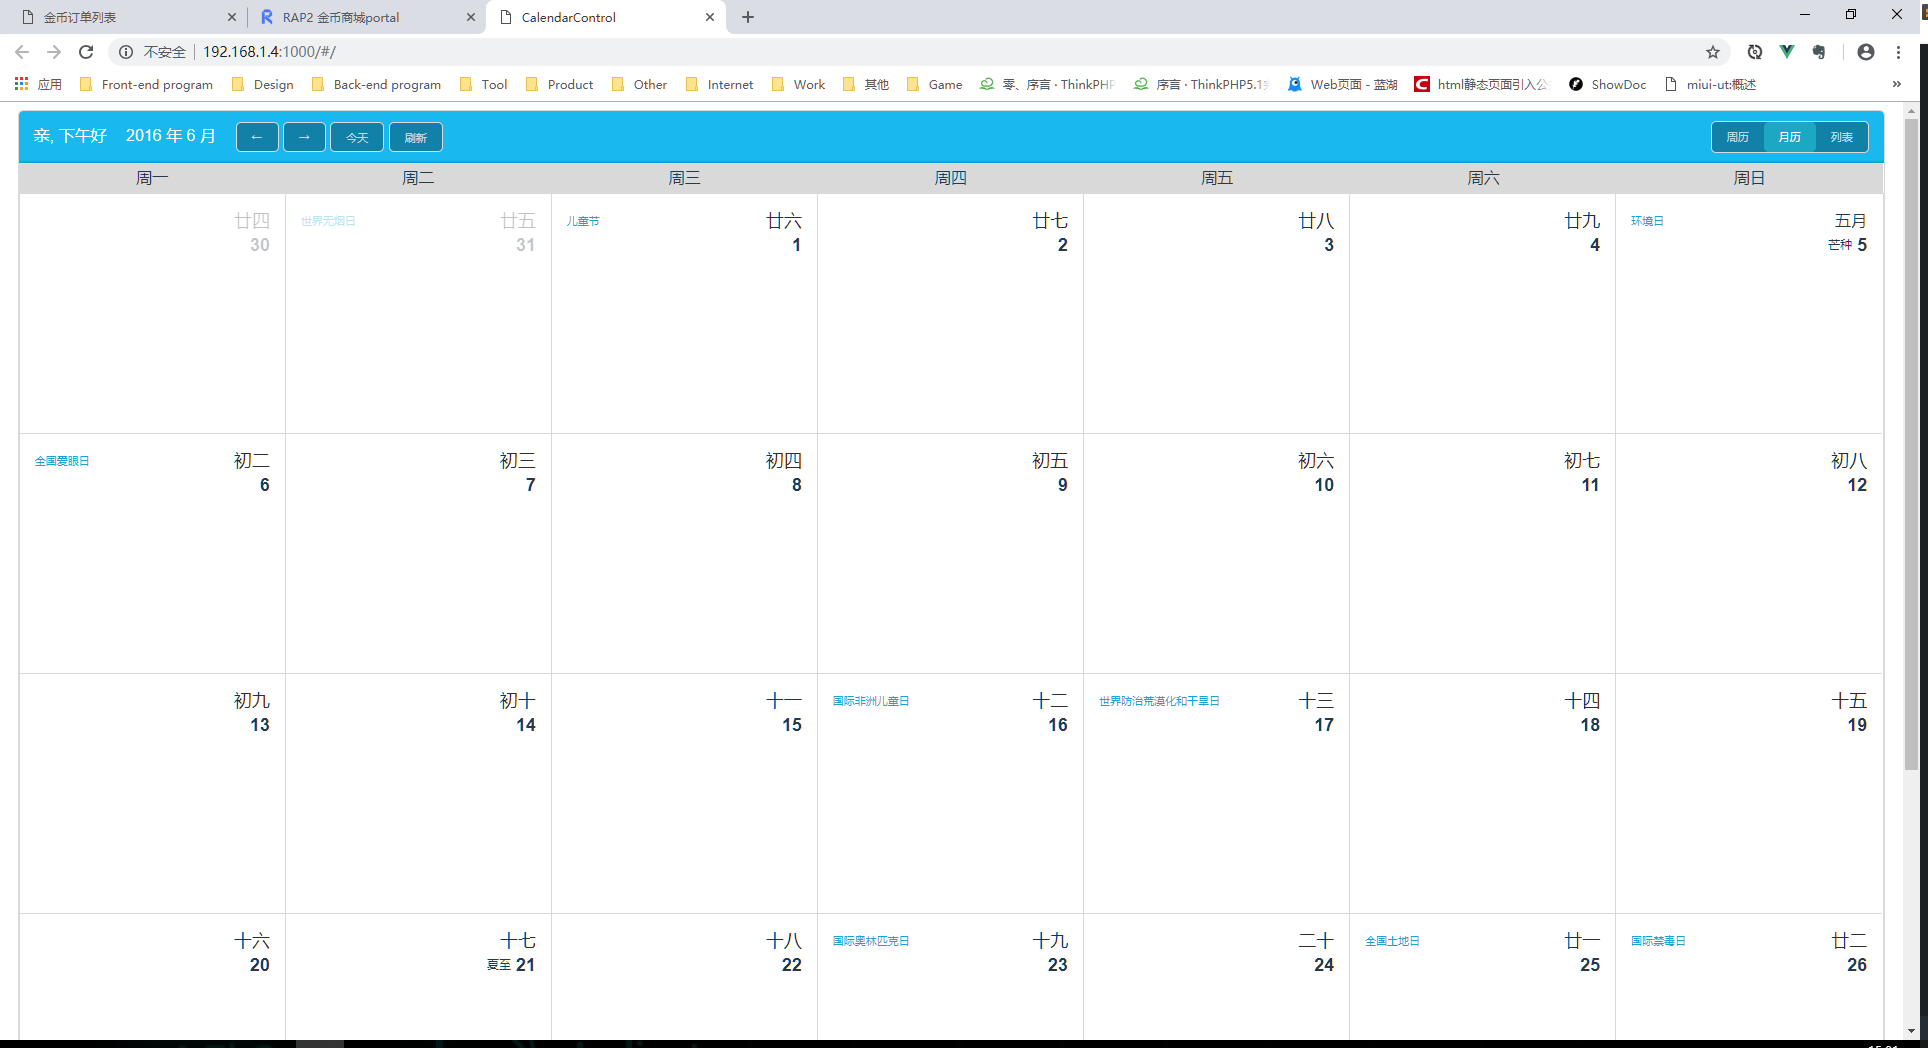 金币订单列表
RAP2 金币商城portal
CalendarControl
不安全 192.168.1.4:1000/#/
应用 Front-end program Design Back-end program Tool Product Other Internet Work 其他 Game 零、序言 · ThinkPHP 序言 · ThinkPHP5.1 Web页面 - 蓝湖 html静态页面引入公 ShowDoc miui-ut:概述 »
亲, 下午好 2016 年 6 月 ← → 今天 刷新 周历 月历 列表
周一 周二 周三 周四 周五 周六 周日
廿四 世界无烟日 廿五 儿童节 廿六 廿七 廿八 廿九 环境日 五月
30 31 1 2 3 4 芒种 5
全国爱眼日 初二 初三 初四 初五 初六 初七 初八
6 7 8 9 10 11 12
初九 初十 十一 国际非洲儿童日 十二 世界防治荒漠化和干旱日 十三 十四 十五
13 14 15 16 17 18 19
十六 十七 十八 国际奥林匹克日 十九 二十 全国土地日 廿一 国际禁毒日 廿二
20 夏至 21 22 23 24 25 26